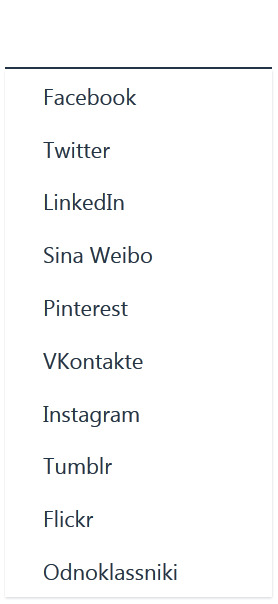 Facebook
Twitter
LinkedIn
Sina Weibo
Pinterest
VKontakte
Instagram
Tumblr
Flickr
Odnoklassniki